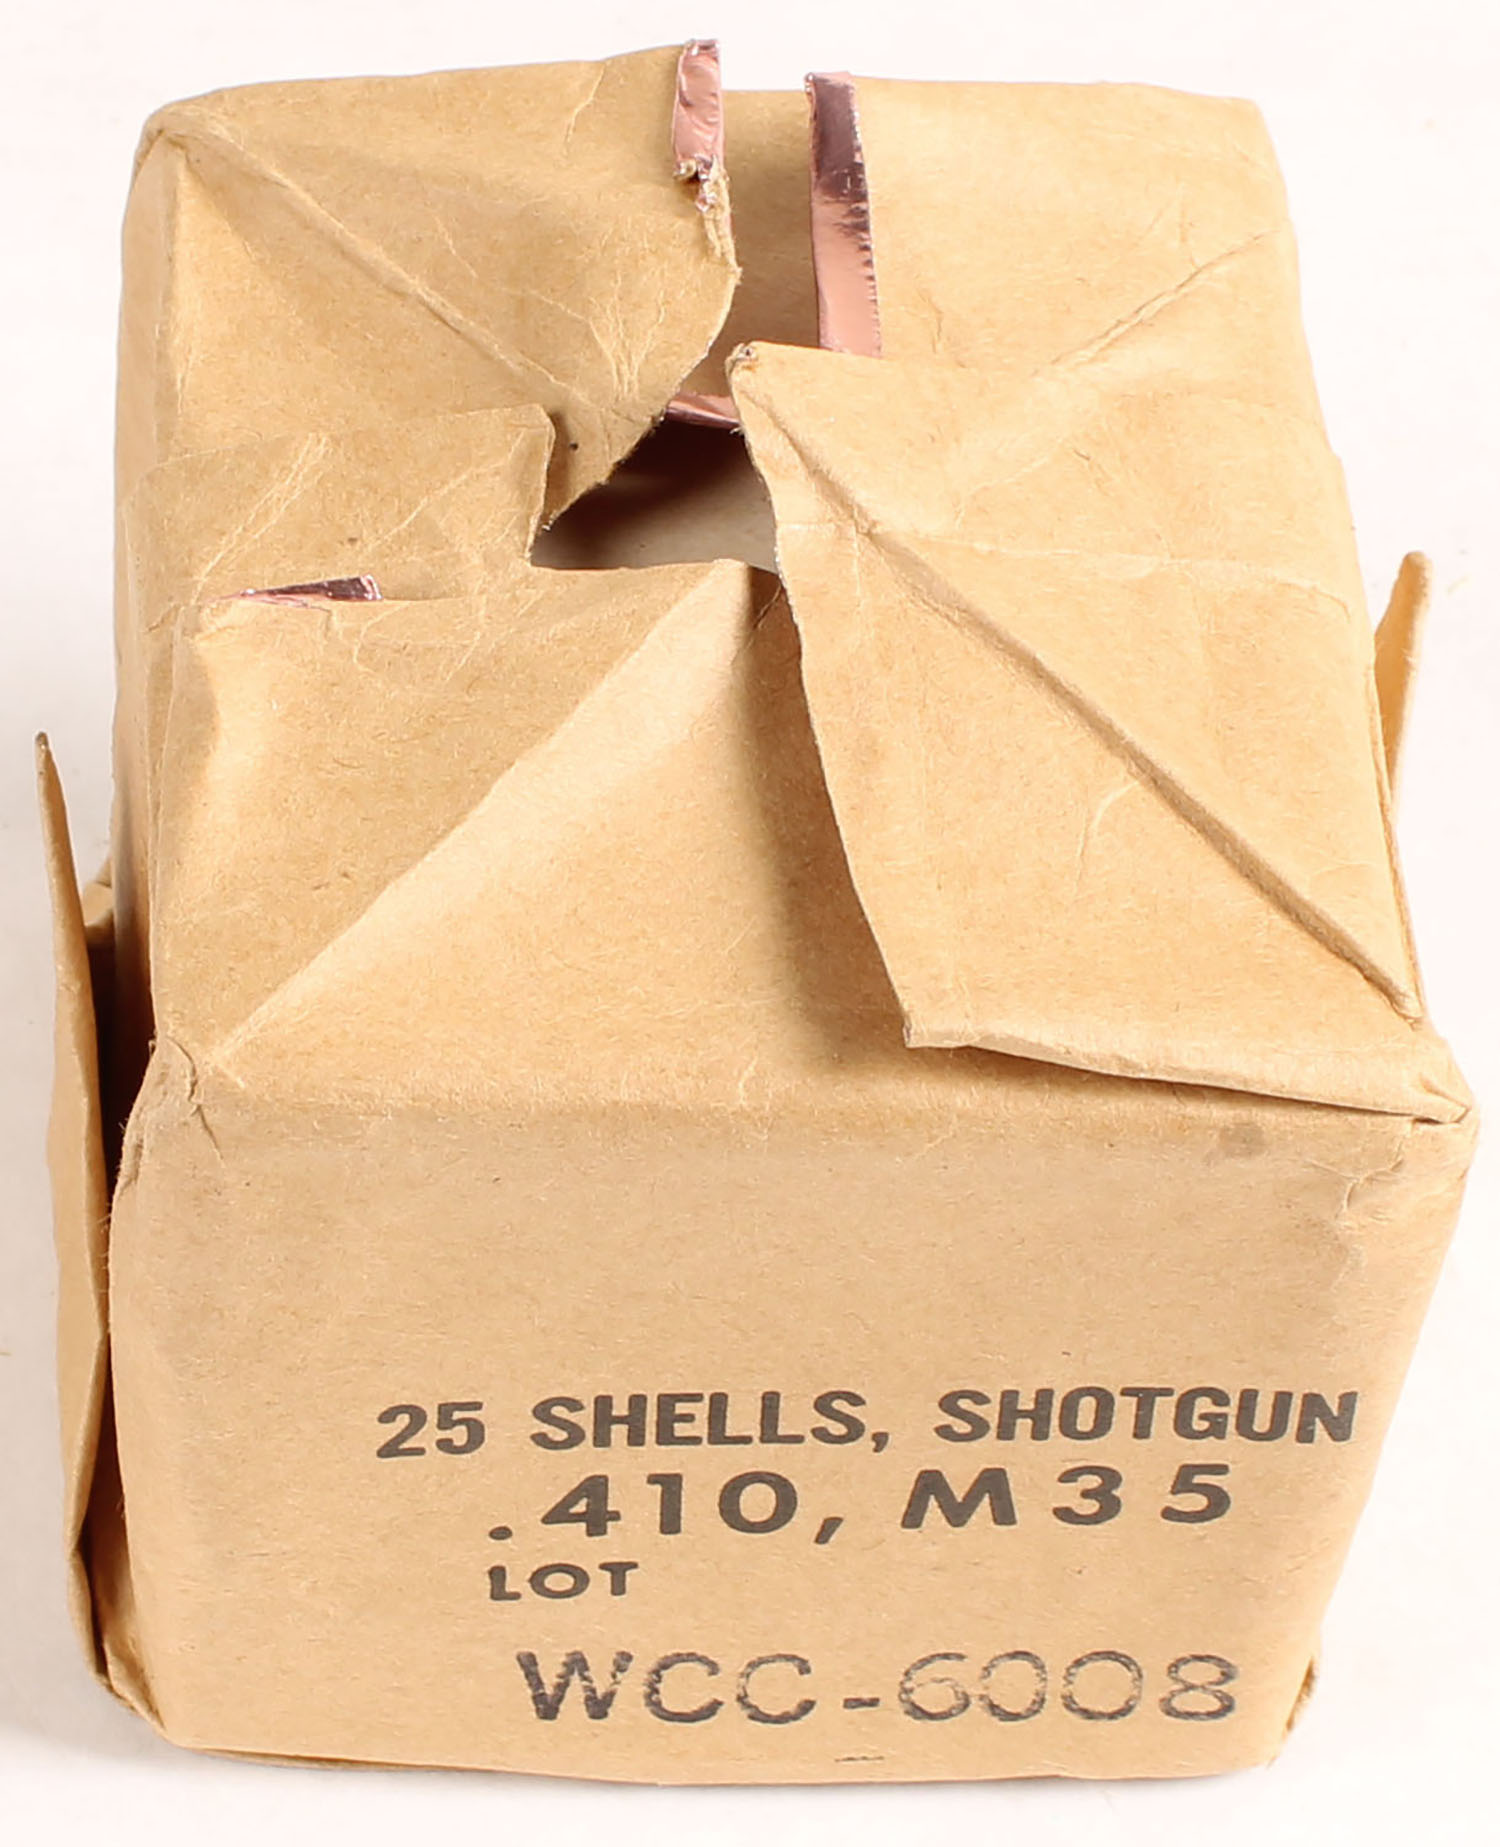 25 SHELLS, SHOTGUN
.410, M35
LOT
WCC-6008